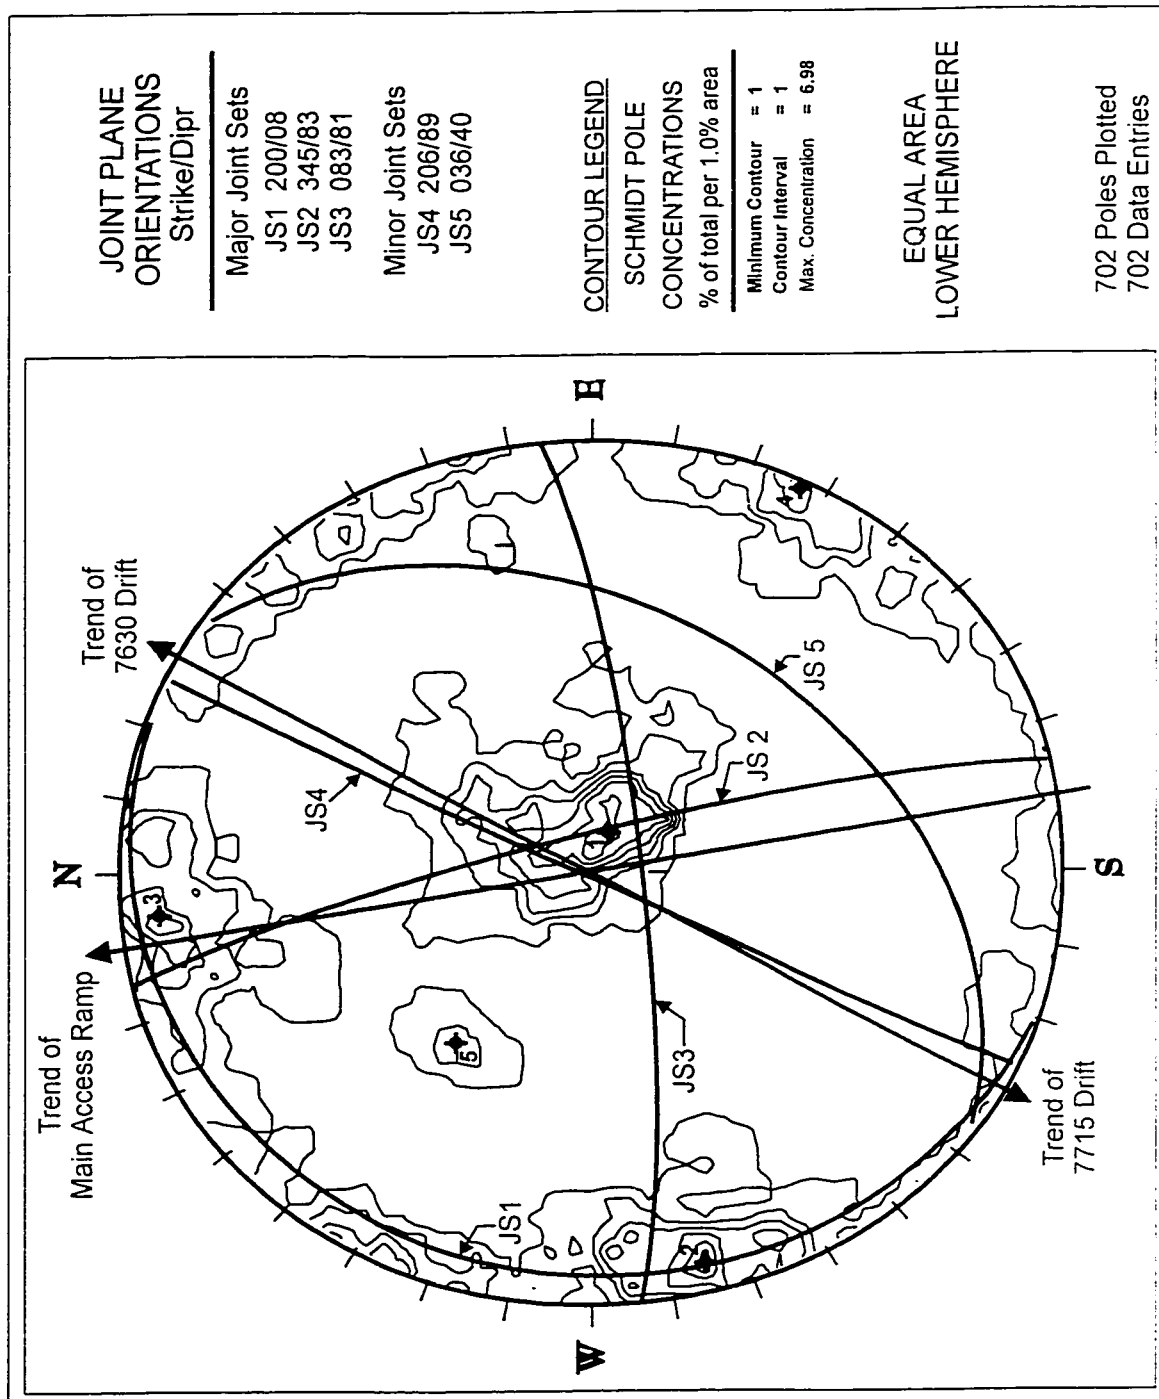 JOINT PLANE
ORIENTATIONS
Strike/Dipr
Major Joint Sets
JS1 200/08
JS2 345/83
JS3 083/81
Minor Joint Sets
JS4 206/89
JS5 036/40
CONTOUR LEGEND
SCHMIDT POLE
CONCENTRATIONS
% of total per 1.0% area
Minimum Contour = 1
Contour Interval = 1
Max. Concentration = 6.98
EQUAL AREA
LOWER HEMISPHERE
702 Poles Plotted
702 Data Entries
Trend of
Main Access Ramp
N
Trend of
7630 Drift
3
JS4
5
JS1
W
E
1
JS3
2
JS 2
JS 5
4
Trend of
7715 Drift
S